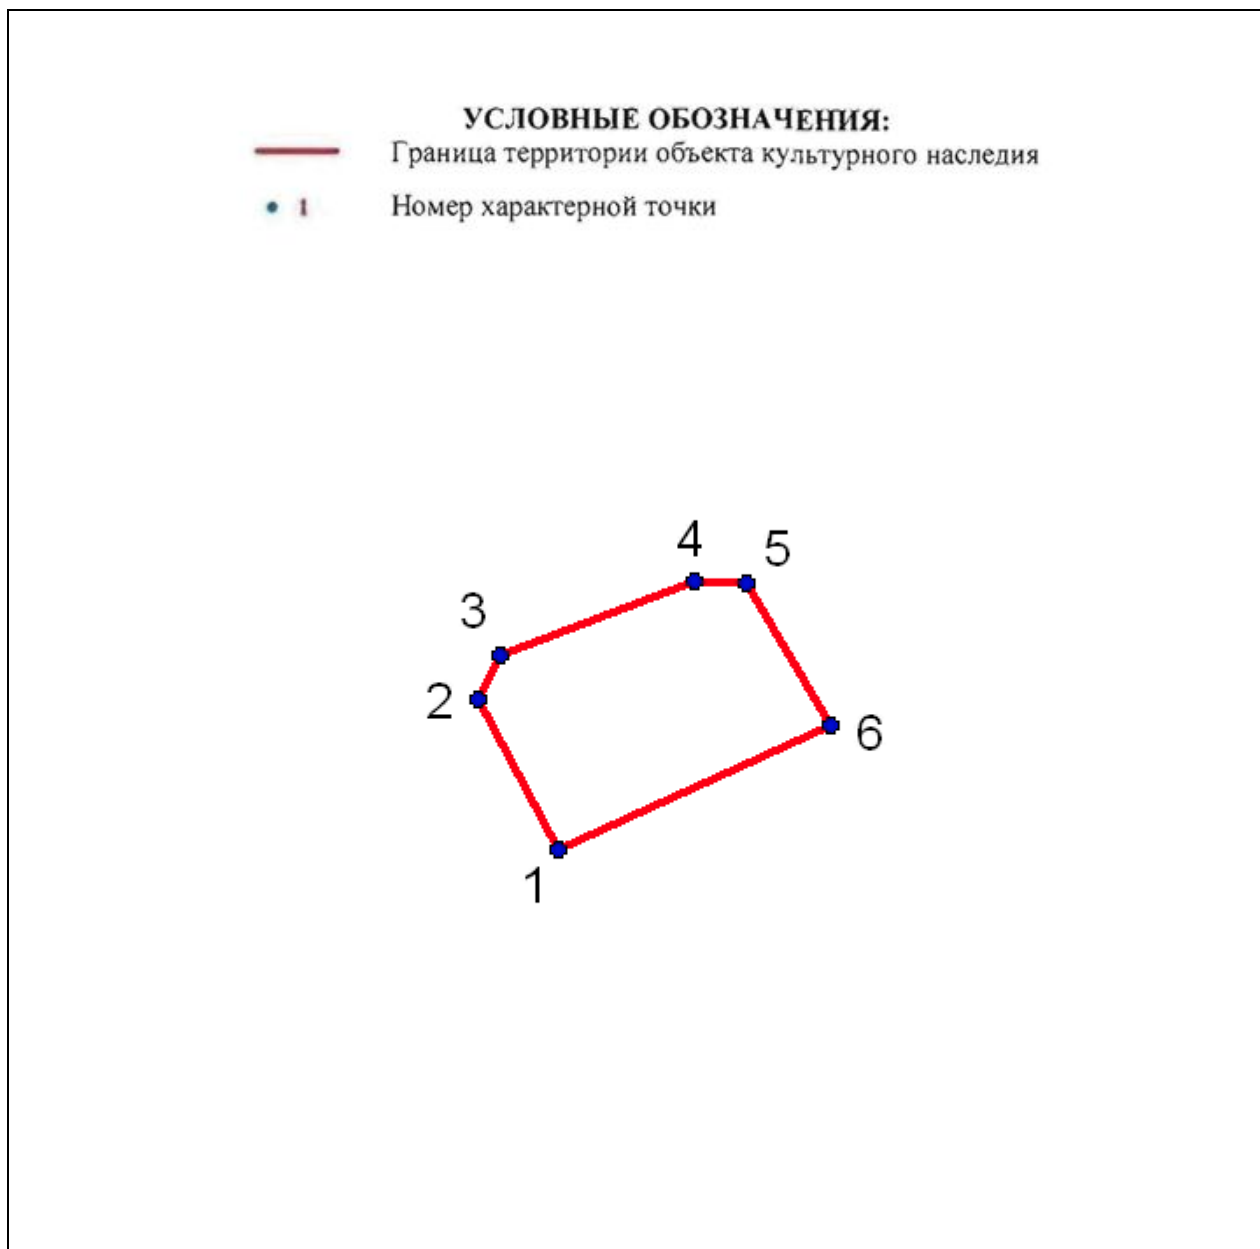 УСЛОВНЫЕ ОБОЗНАЧЕНИЯ:
Граница территории объекта культурного наследия
1 Номер характерной точки
4
5
3
2
6
1